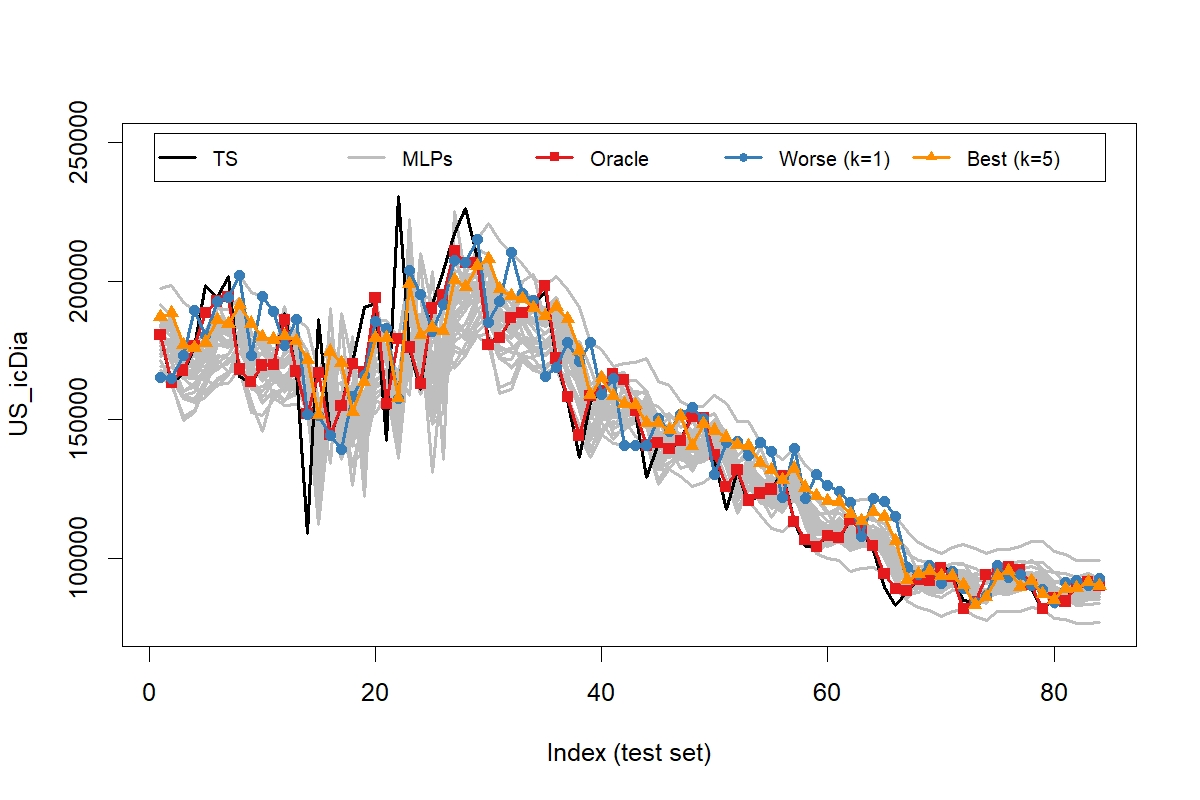 TS MLPs Oracle Worse (k=1) Best (k=5)
US_icDia
250000
200000
150000
100000
0 20 40 60 80
Index (test set)